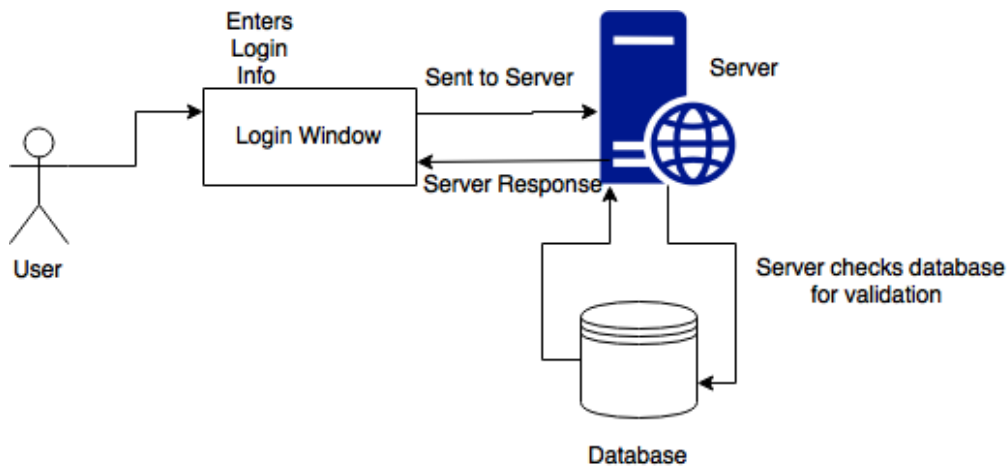 Enters
Login
Info
Login Window
Sent to Server
Server
Server Response
User
Server checks database
for validation
Database